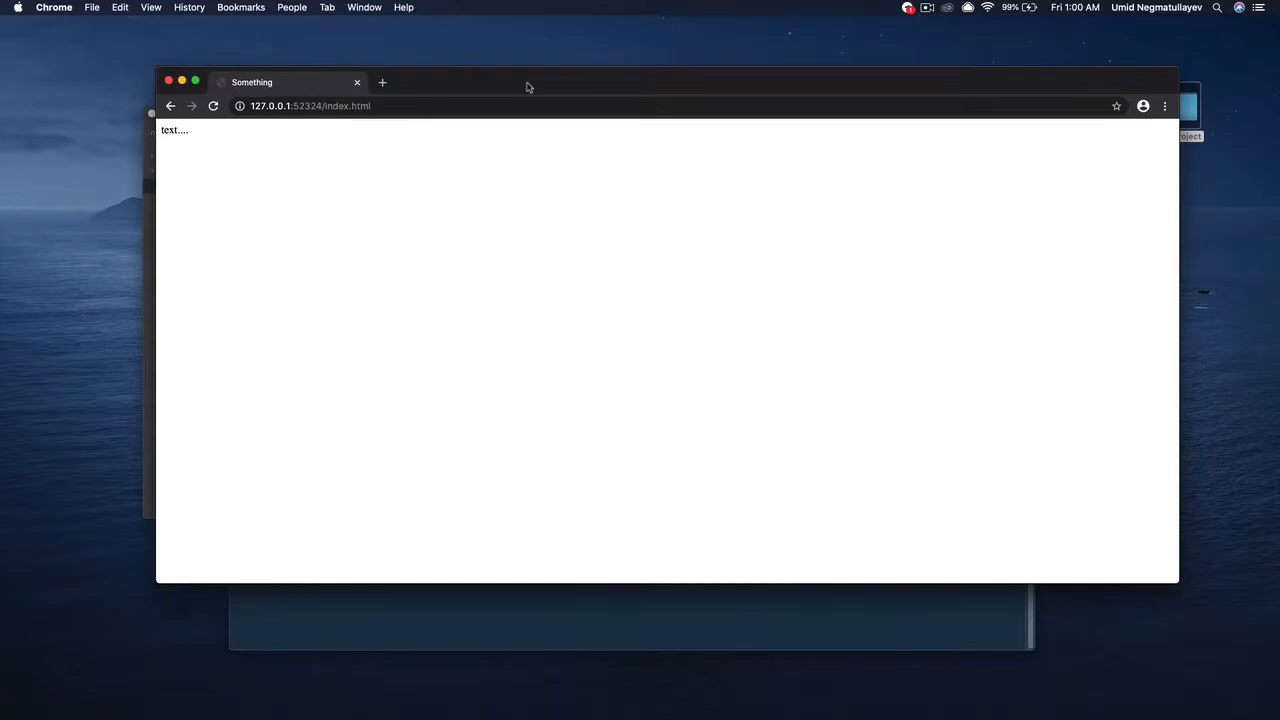 Chrome File Edit View History Bookmarks People Tab Window Help 1 99% Fri 1:00 AM Umid Negmatullayev
Something
127.0.0.1:52324/index.html
text....